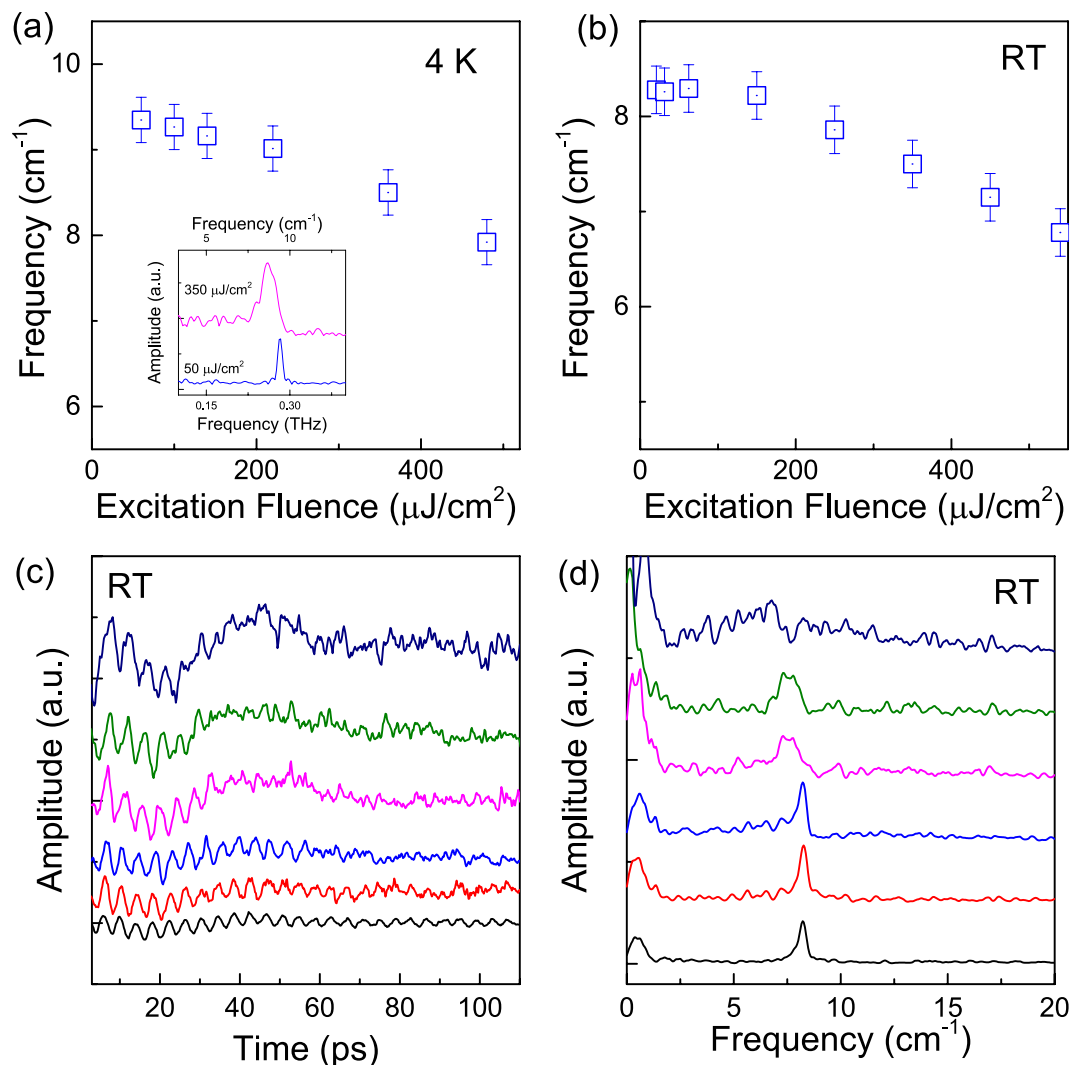 (a)
4 K
10
8
6
Frequency (cm⁻¹)
0
200
400
Excitation Fluence (μJ/cm²)
Frequency (cm⁻¹)
5
10
350 μJ/cm²
50 μJ/cm²
Amplitude (a.u.)
0.15
0.30
Frequency (THz)
(b)
RT
8
6
Frequency (cm⁻¹)
0
200
400
Excitation Fluence (μJ/cm²)
(c)
RT
Amplitude (a.u.)
20
40
60
80
100
Time (ps)
(d)
RT
Amplitude (a.u.)
0
5
10
15
20
Frequency (cm⁻¹)